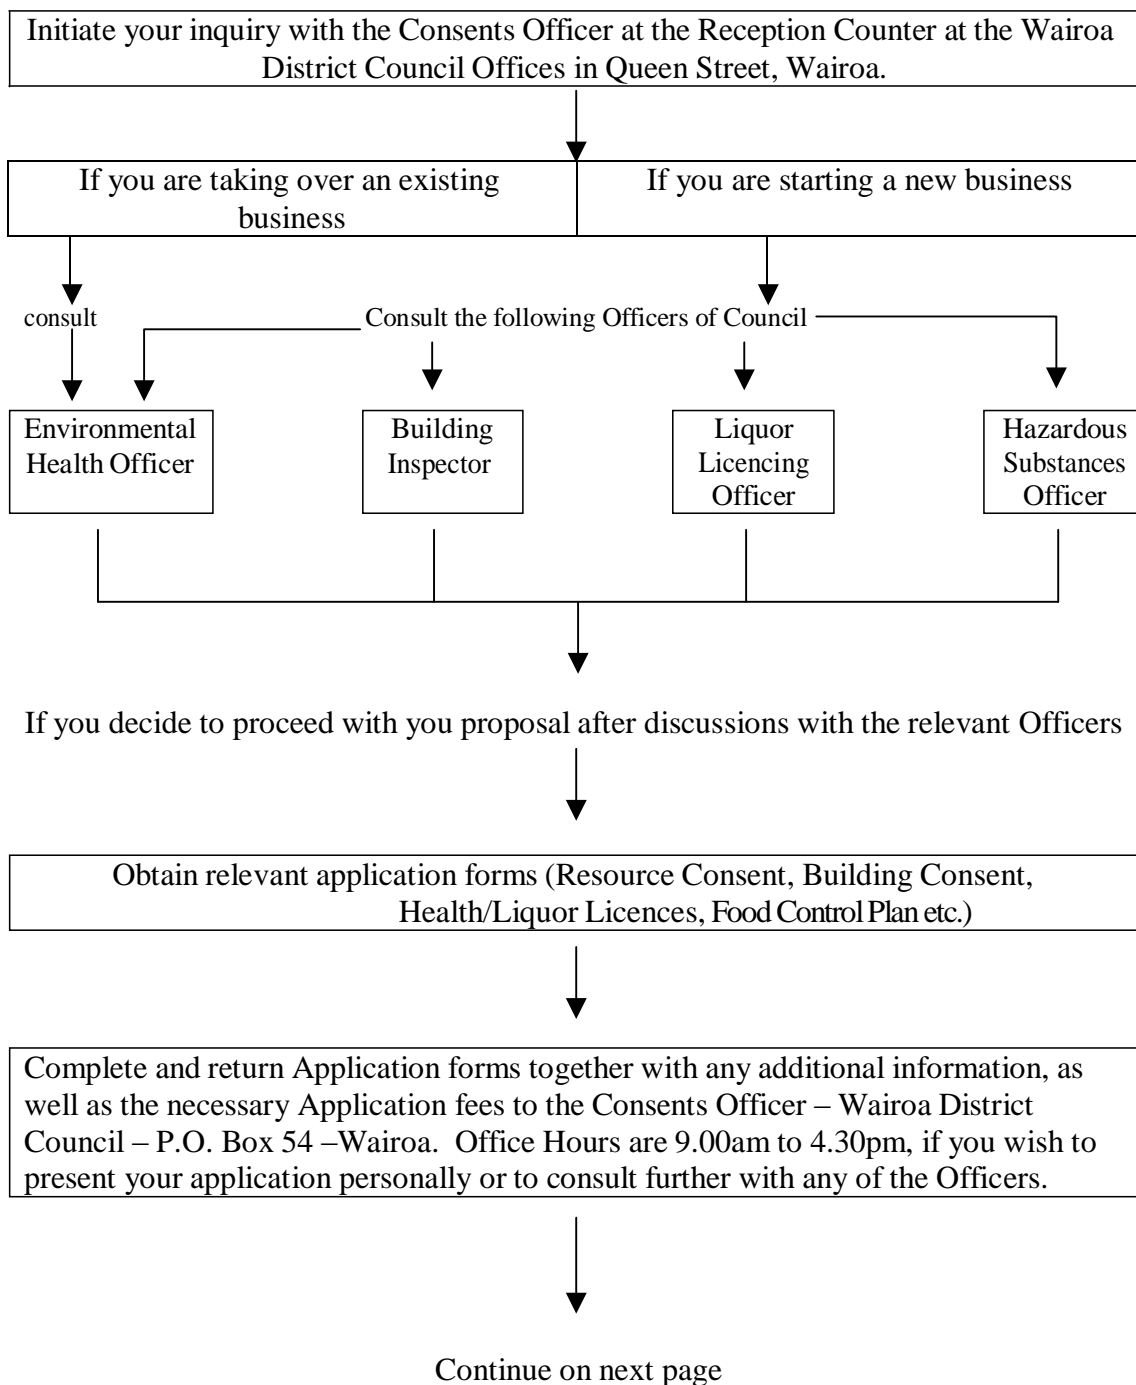 Initiate your inquiry with the Consents Officer at the Reception Counter at the Wairoa
District Council Offices in Queen Street, Wairoa.
If you are taking over an existing
business
If you are starting a new business
consult
Consult the following Officers of Council
Environmental
Health Officer
Building
Inspector
Liquor
Licencing
Officer
Hazardous
Substances
Officer
If you decide to proceed with you proposal after discussions with the relevant Officers
Obtain relevant application forms (Resource Consent, Building Consent,
Health/Liquor Licences, Food Control Plan etc.)
Complete and return Application forms together with any additional information, as
well as the necessary Application fees to the Consents Officer – Wairoa District
Council – P.O. Box 54 –Wairoa.  Office Hours are 9.00am to 4.30pm, if you wish to
present your application personally or to consult further with any of the Officers.
Continue on next page